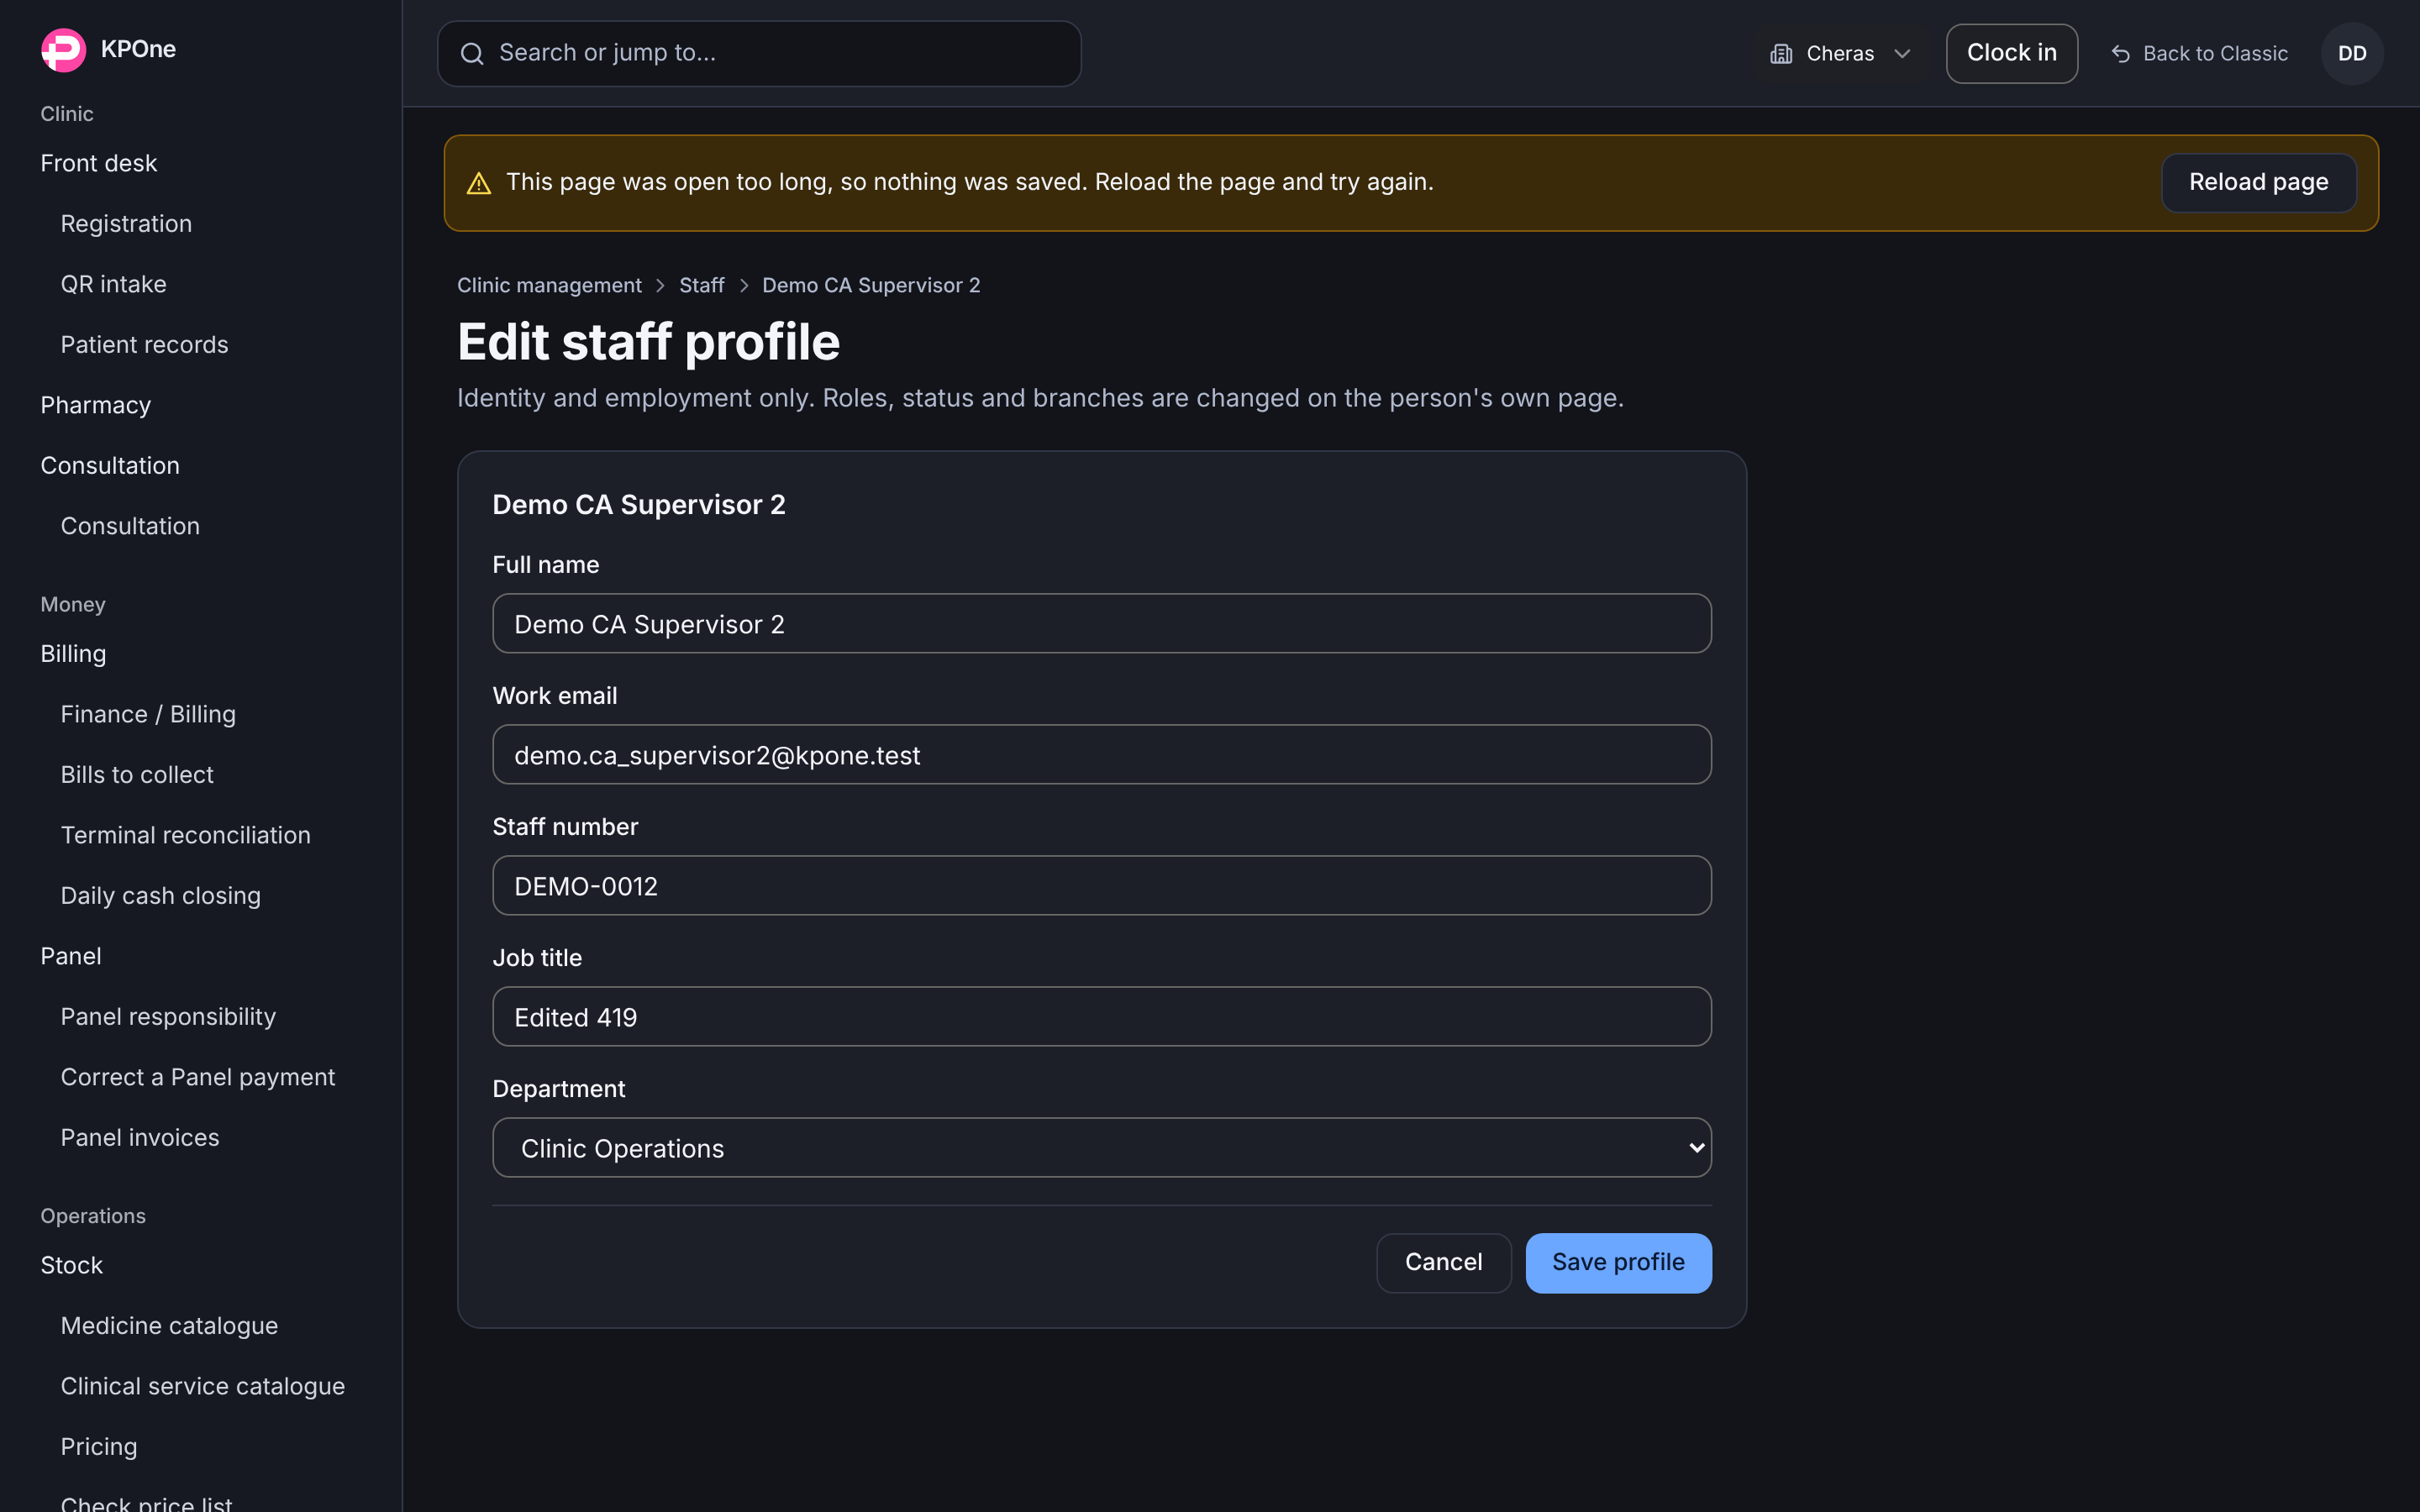 KPOne
Clinic
Front desk
Registration
QR intake
Patient records
Pharmacy
Consultation
Consultation
Money
Billing
Finance / Billing
Bills to collect
Terminal reconciliation
Daily cash closing
Panel
Panel responsibility
Correct a Panel payment
Panel invoices
Operations
Stock
Medicine catalogue
Clinical service catalogue
Pricing
Check price list
Search or jump to...
Cheras
Clock in
Back to Classic
DD
This page was open too long, so nothing was saved. Reload the page and try again.
Reload page
Clinic management > Staff > Demo CA Supervisor 2
Edit staff profile
Identity and employment only. Roles, status and branches are changed on the person's own page.
Demo CA Supervisor 2
Full name
Demo CA Supervisor 2
Work email
demo.ca_supervisor2@kpone.test
Staff number
DEMO-0012
Job title
Edited 419
Department
Clinic Operations
Cancel
Save profile